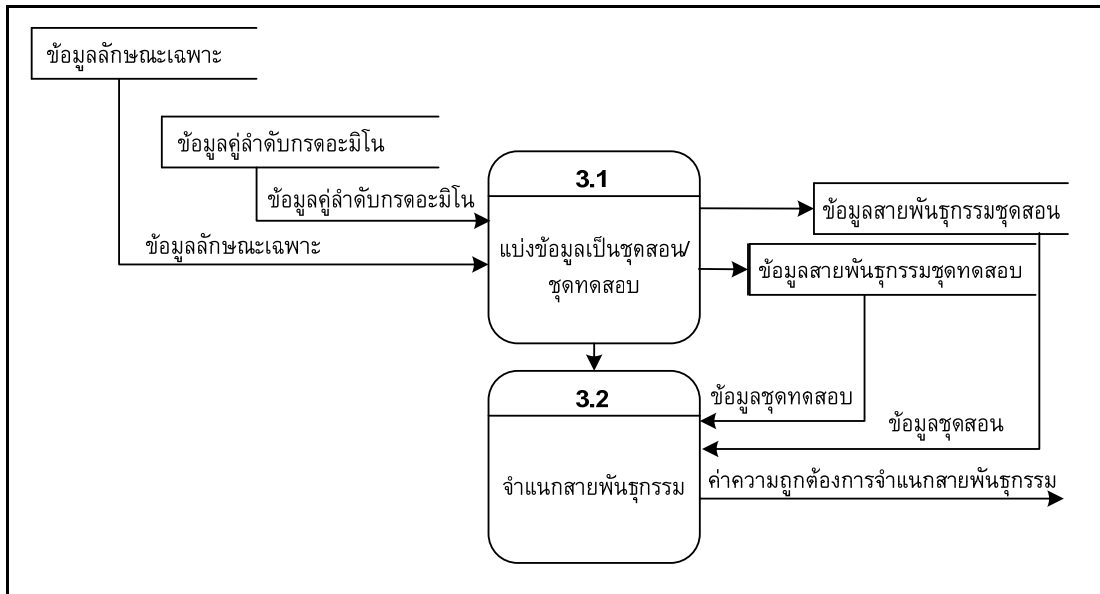 ข้อมูลลักษณะเฉพาะ
ข้อมูลคู่ลำดับกรดอะมิโน
ข้อมูลคู่ลำดับกรดอะมิโน
ข้อมูลลักษณะเฉพาะ
3.1
แบ่งข้อมูลเป็นชุดสอน/
ชุดทดสอบ
ข้อมูลสายพันธุกรรมชุดสอน
ข้อมูลสายพันธุกรรมชุดทดสอบ
3.2
จำแนกสายพันธุกรรม
ข้อมูลชุดทดสอบ
ข้อมูลชุดสอน
ค่าความถูกต้องการจำแนกสายพันธุกรรม